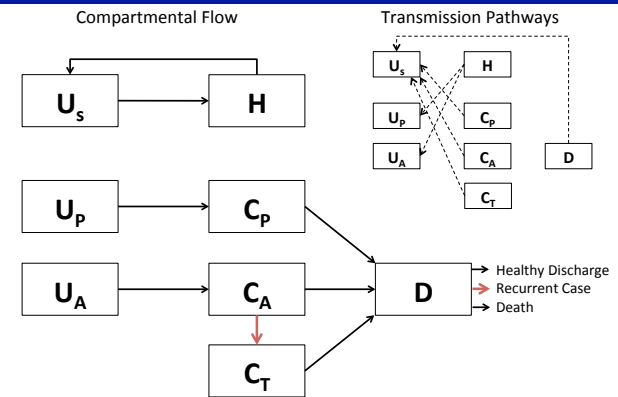 Compartmental Flow
Transmission Pathways
Us
H
UP
CP
UA
CA
CT
D
Healthy Discharge
Recurrent Case
Death
Us
H
UP
CP
UA
CA
D
CT